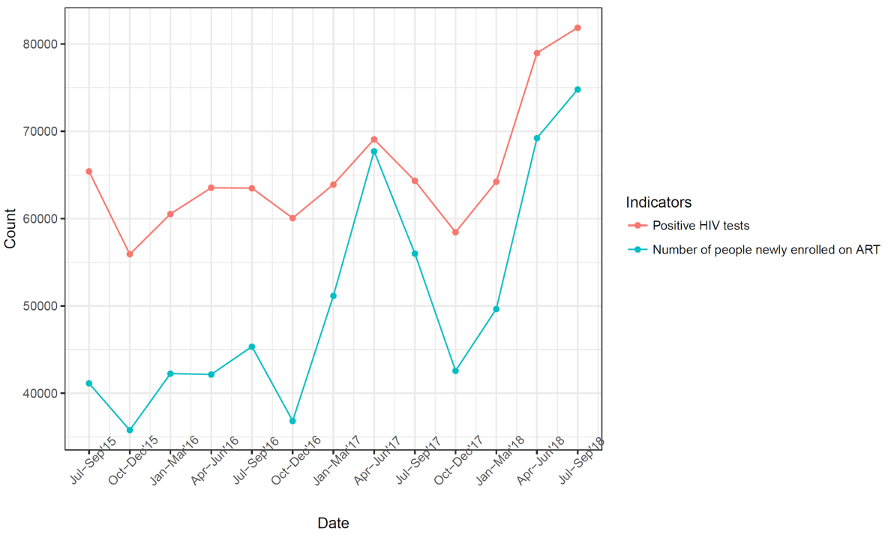 80000
70000
60000
50000
40000
Count
Jul−Sep'15
Oct−Dec'15
Jan−Mar'16
Apr−Jun'16
Jul−Sep'16
Oct−Dec'16
Jan−Mar'17
Apr−Jun'17
Jul−Sep'17
Oct−Dec'17
Jan−Mar'18
Apr−Jun'18
Jul−Sep'18
Date
Indicators
Positive HIV tests
Number of people newly enrolled on ART